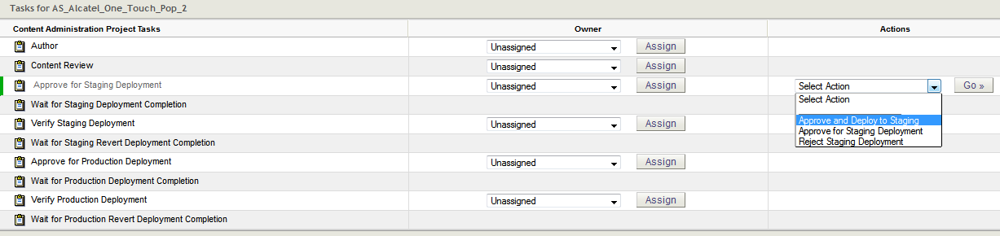 Tasks for AS_Alcatel_One_Touch_Pop_2
Content Administration Project Tasks Owner Actions
Author Unassigned Assign
Content Review Unassigned Assign
Approve for Staging Deployment Unassigned Assign Select Action Go »
Wait for Staging Deployment Completion Select Action
Verify Staging Deployment Unassigned Assign Approve and Deploy to Staging
Approve for Staging Deployment
Wait for Staging Revert Deployment Completion Reject Staging Deployment
Approve for Production Deployment Unassigned Assign
Wait for Production Deployment Completion
Verify Production Deployment Unassigned Assign
Wait for Production Revert Deployment Completion